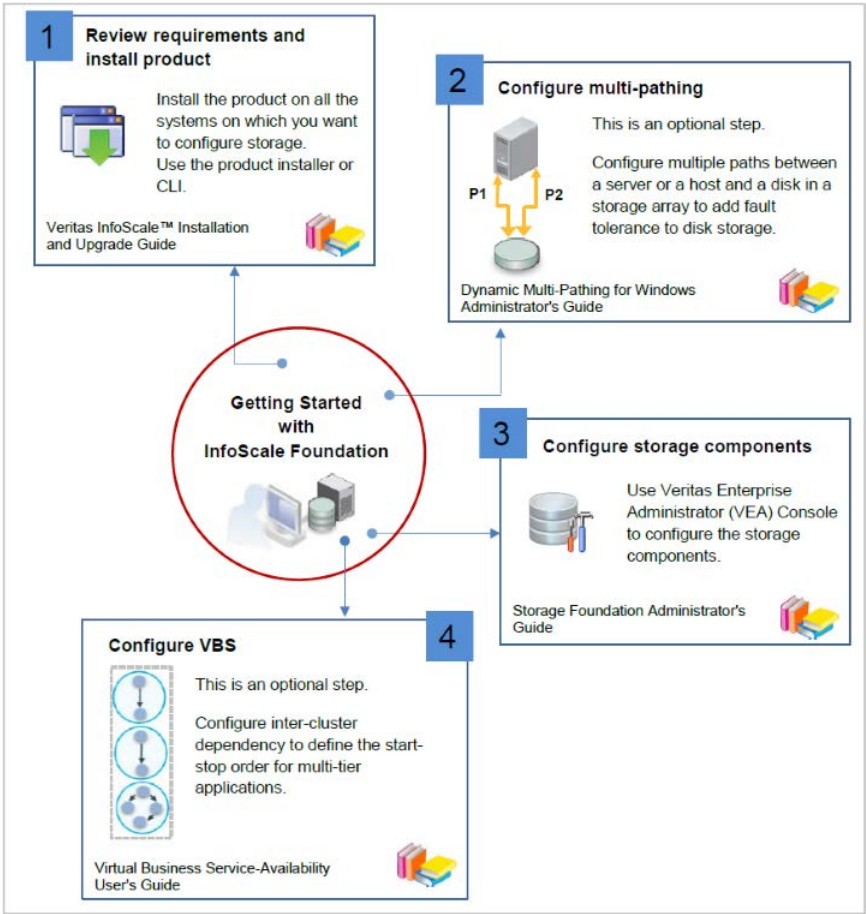 1
Review requirements and
install product
Install the product on all the
systems on which you want
to configure storage.
Use the product installer or
CLI.
Veritas InfoScale™ Installation
and Upgrade Guide
2
Configure multi-pathing
This is an optional step.
Configure multiple paths between
a server or a host and a disk in a
storage array to add fault
tolerance to disk storage.
P1
P2
Dynamic Multi-Pathing for Windows
Administrator's Guide
Getting Started
with
InfoScale Foundation
3
Configure storage components
Use Veritas Enterprise
Administrator (VEA) Console
to configure the storage
components.
Storage Foundation Administrator's
Guide
4
Configure VBS
This is an optional step.
Configure inter-cluster
dependency to define the start-
stop order for multi-tier
applications.
Virtual Business Service-Availability
User's Guide